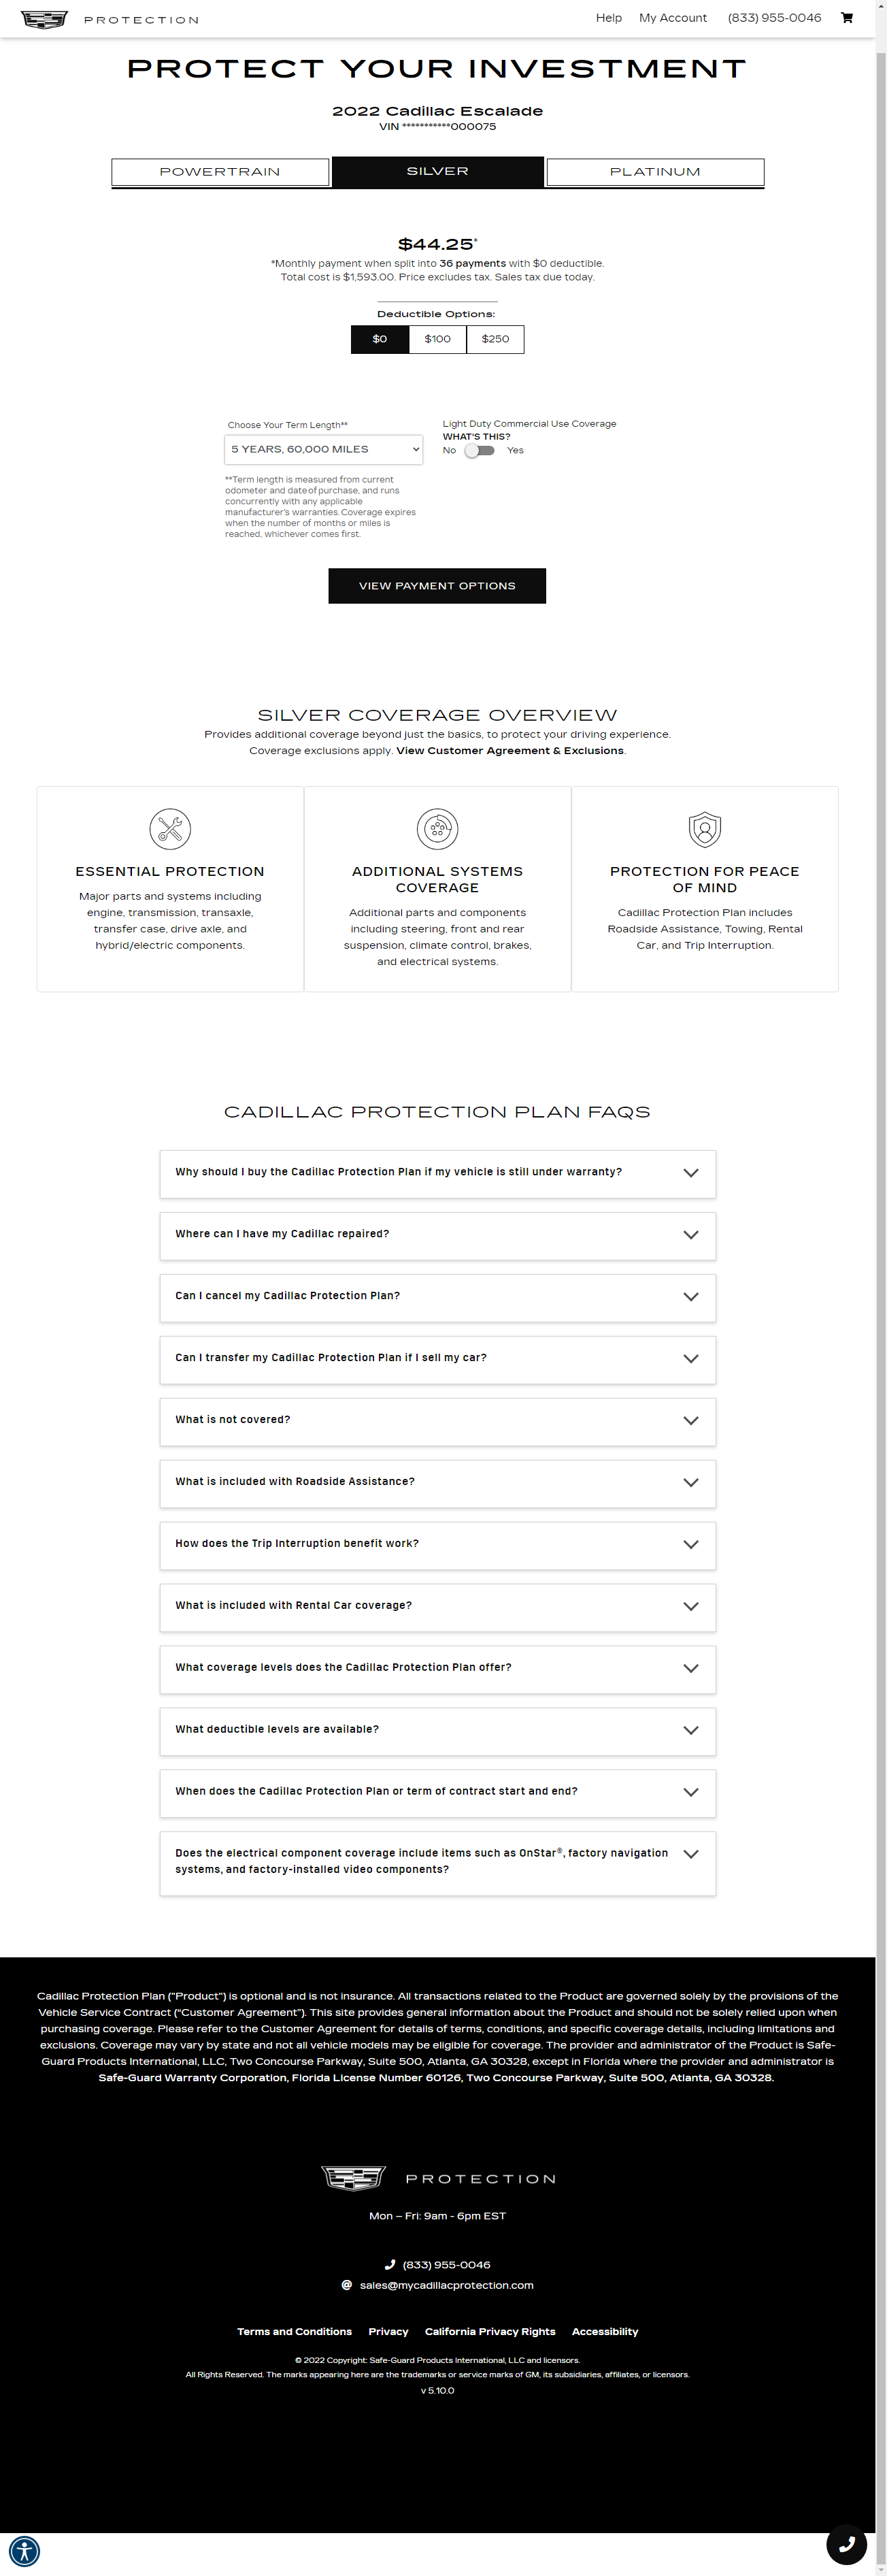 PROTECTION
Help My Account (833) 955-0046
PROTECT YOUR INVESTMENT
2022 Cadillac Escalade
VIN ***********000075
POWERTRAIN SILVER PLATINUM
$44.25*
*Monthly payment when split into 36 payments with $0 deductible.
Total cost is $1,593.00. Price excludes tax. Sales tax due today.
Deductible Options:
$0 $100 $250
Choose Your Term Length**
5 YEARS, 60,000 MILES
**Term length is measured from current
odometer and date of purchase, and runs
concurrently with any applicable
manufacturer's warranties. Coverage expires
when the number of months or miles is
reached, whichever comes first.
Light Duty Commercial Use Coverage
WHAT'S THIS?
No Yes
VIEW PAYMENT OPTIONS
SILVER COVERAGE OVERVIEW
Provides additional coverage beyond just the basics, to protect your driving experience.
Coverage exclusions apply. View Customer Agreement & Exclusions.
ESSENTIAL PROTECTION
Major parts and systems including
engine, transmission, transaxle,
transfer case, drive axle, and
hybrid/electric components.
ADDITIONAL SYSTEMS
COVERAGE
Additional parts and components
including steering, front and rear
suspension, climate control, brakes,
and electrical systems.
PROTECTION FOR PEACE
OF MIND
Cadillac Protection Plan includes
Roadside Assistance, Towing, Rental
Car, and Trip Interruption.
CADILLAC PROTECTION PLAN FAQS
Why should I buy the Cadillac Protection Plan if my vehicle is still under warranty?
Where can I have my Cadillac repaired?
Can I cancel my Cadillac Protection Plan?
Can I transfer my Cadillac Protection Plan if I sell my car?
What is not covered?
What is included with Roadside Assistance?
How does the Trip Interruption benefit work?
What is included with Rental Car coverage?
What coverage levels does the Cadillac Protection Plan offer?
What deductible levels are available?
When does the Cadillac Protection Plan or term of contract start and end?
Does the electrical component coverage include items such as OnStar®, factory navigation
systems, and factory-installed video components?
Cadillac Protection Plan ("Product") is optional and is not insurance. All transactions related to the Product are governed solely by the provisions of the
Vehicle Service Contract ("Customer Agreement"). This site provides general information about the Product and should not be solely relied upon when
purchasing coverage. Please refer to the Customer Agreement for details of terms, conditions, and specific coverage details, including limitations and
exclusions. Coverage may vary by state and not all vehicle models may be eligible for coverage. The provider and administrator of the Product is Safe-
Guard Products International, LLC, Two Concourse Parkway, Suite 500, Atlanta, GA 30328, except in Florida where the provider and administrator is
Safe-Guard Warranty Corporation, Florida License Number 60126, Two Concourse Parkway, Suite 500, Atlanta, GA 30328.
PROTECTION
Mon – Fri: 9am - 6pm EST
(833) 955-0046
sales@mycadillacprotection.com
Terms and Conditions Privacy California Privacy Rights Accessibility
© 2022 Copyright: Safe-Guard Products International, LLC and licensors.
All Rights Reserved. The marks appearing here are the trademarks or service marks of GM, its subsidiaries, affiliates, or licensors.
v 5.10.0